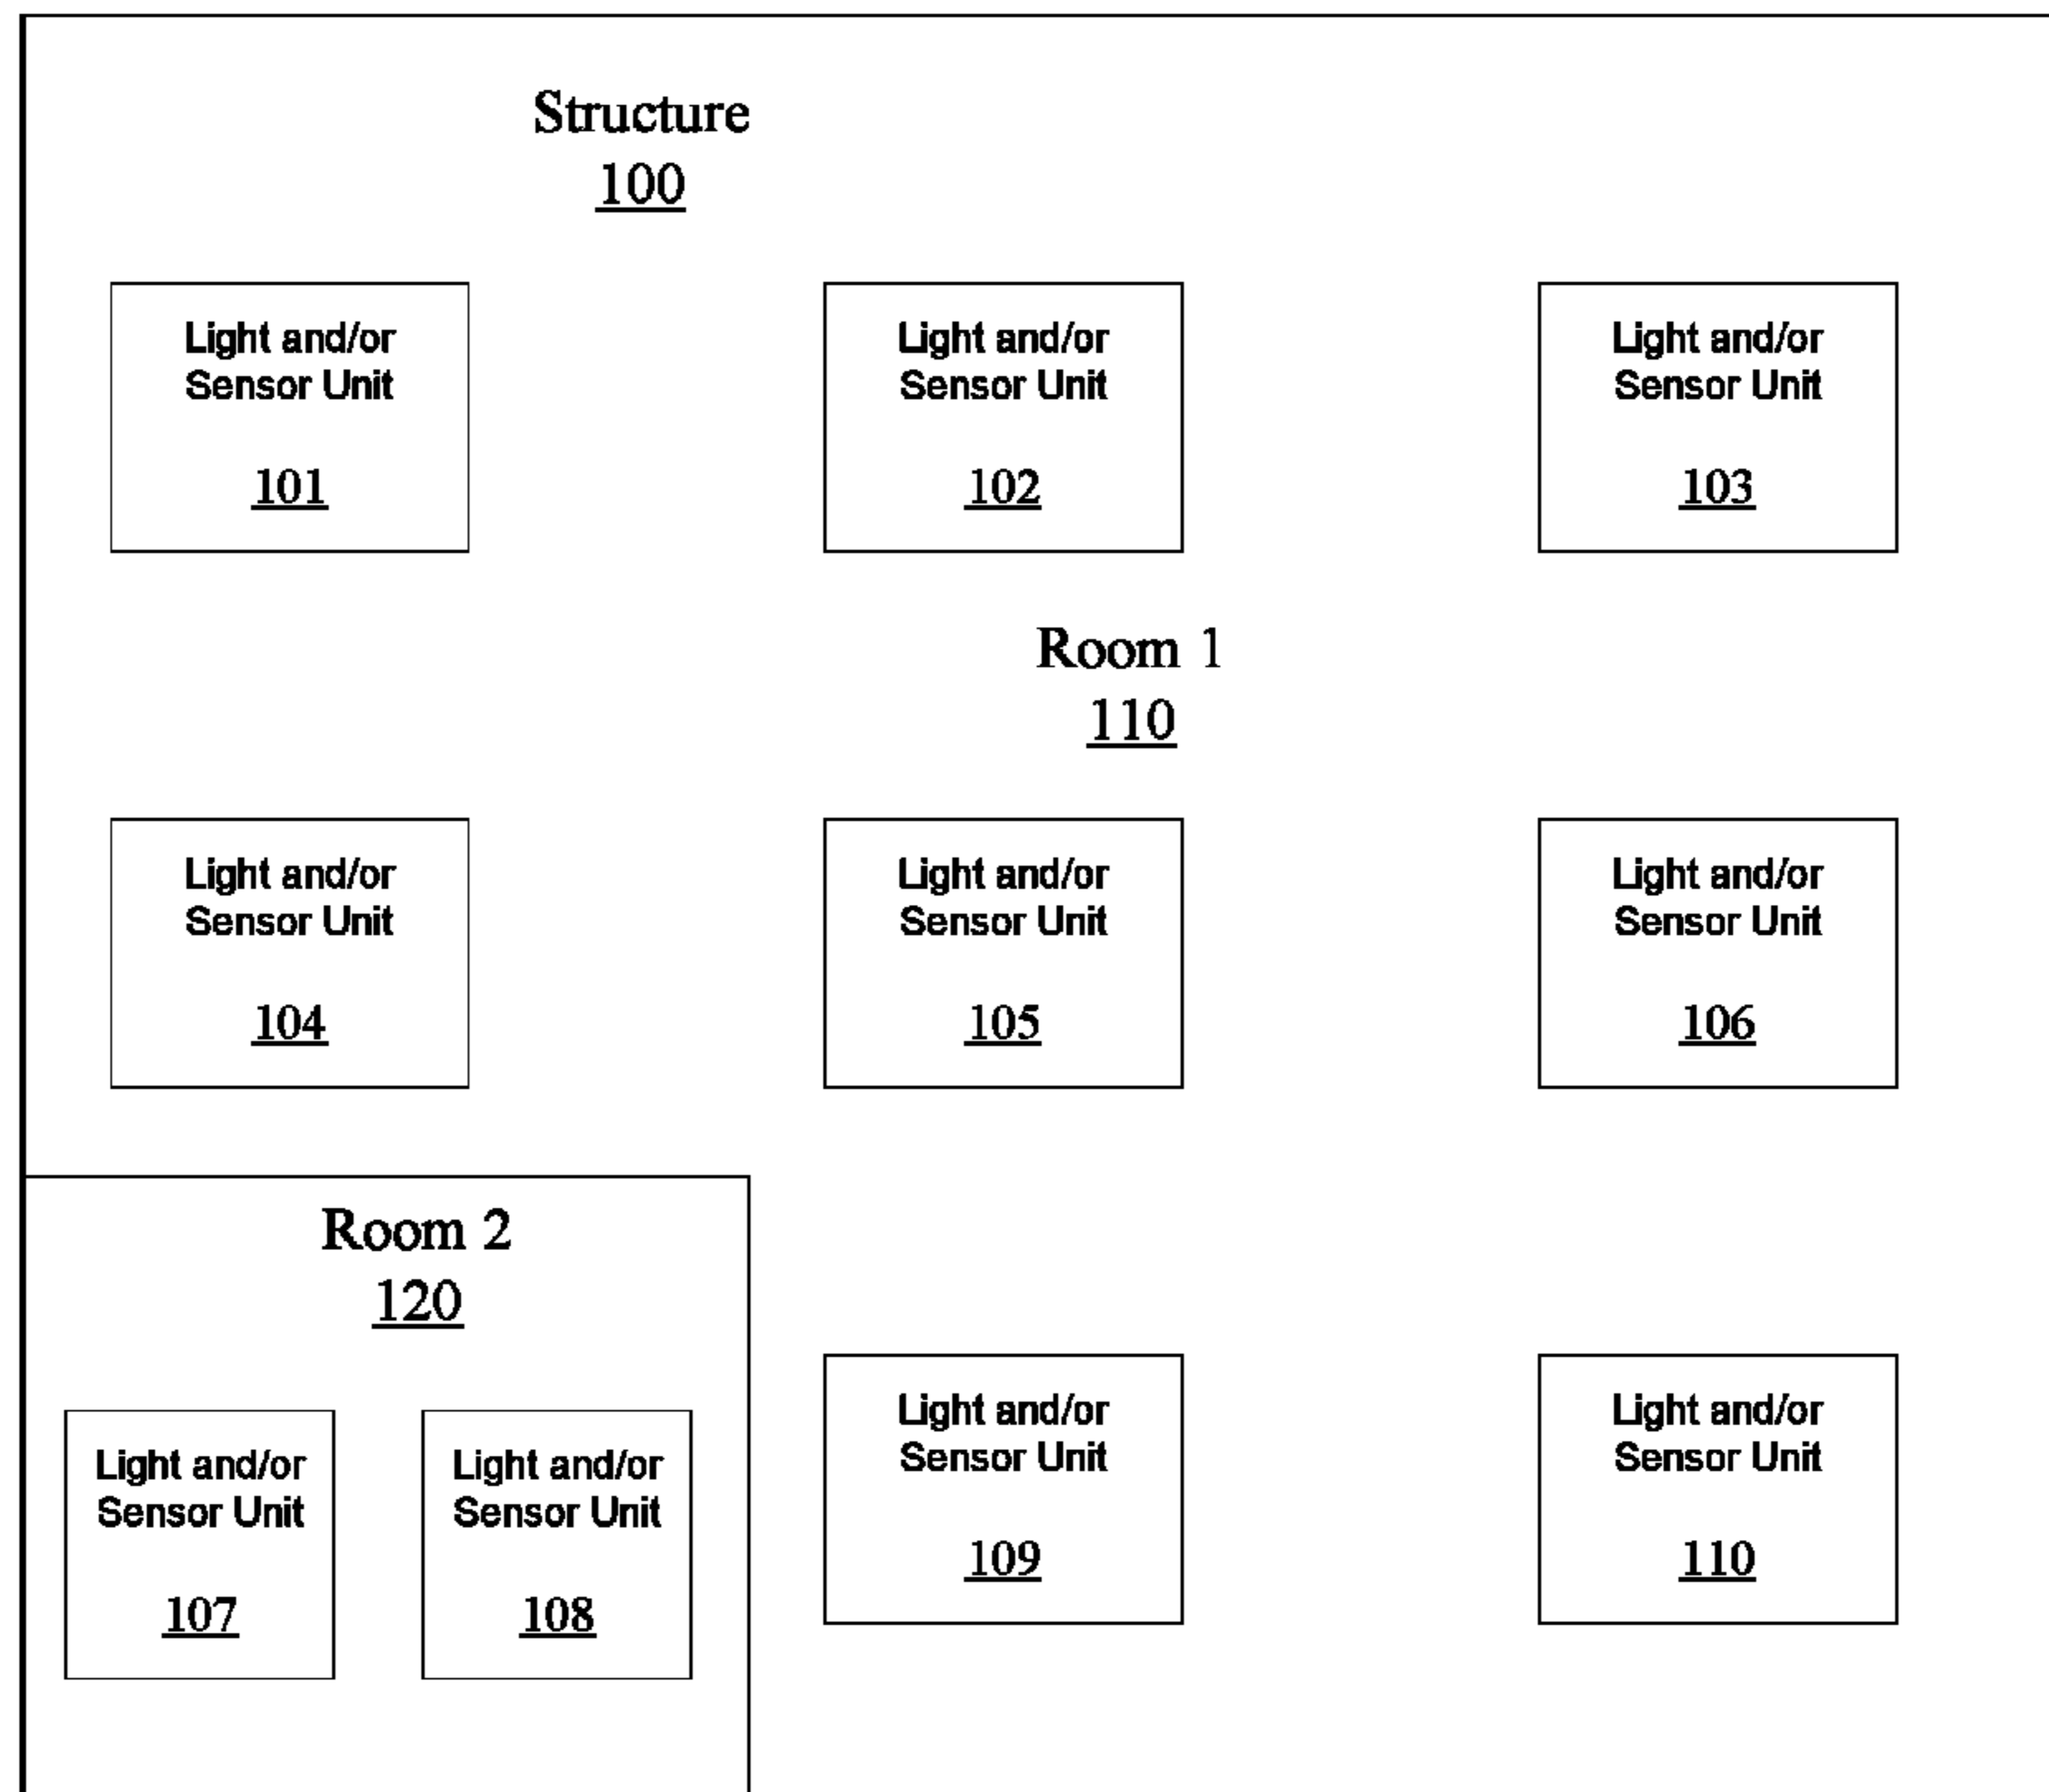 Structure
100
Light and/or
Sensor Unit
101
Light and/or
Sensor Unit
102
Light and/or
Sensor Unit
103
Room 1
110
Light and/or
Sensor Unit
104
Light and/or
Sensor Unit
105
Light and/or
Sensor Unit
106
Room 2
120
Light and/or
Sensor Unit
107
Light and/or
Sensor Unit
108
Light and/or
Sensor Unit
109
Light and/or
Sensor Unit
110